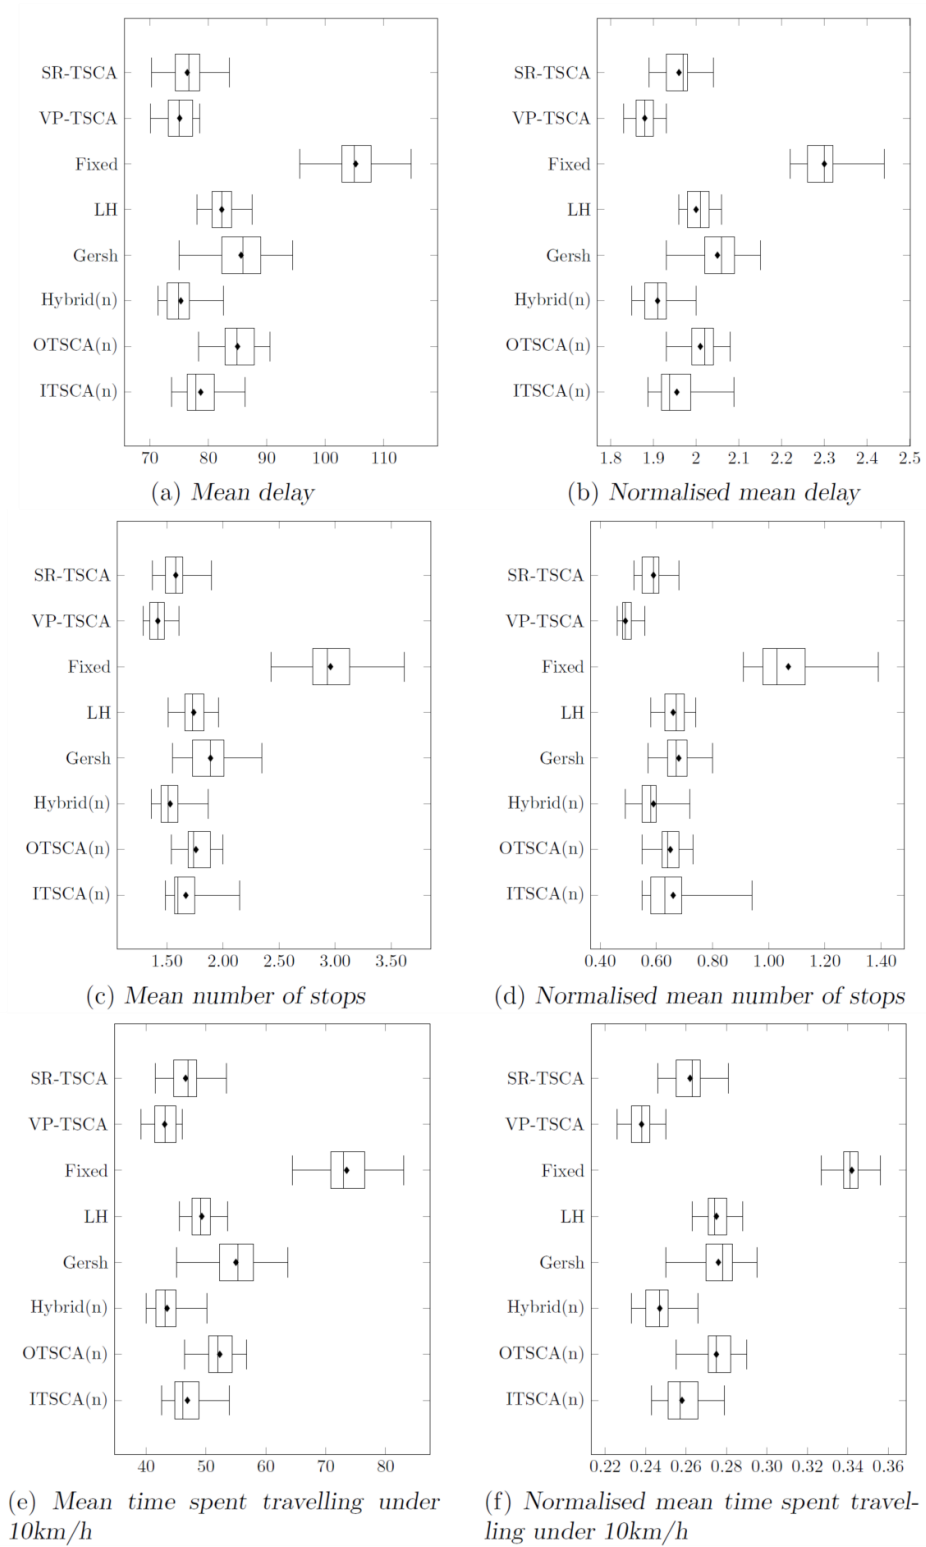 SR-TSCA
VP-TSCA
Fixed
LH
Gersh
Hybrid(n)
OTSCA(n)
ITSCA(n)
70 80 90 100 110
(a) Mean delay
SR-TSCA
VP-TSCA
Fixed
LH
Gersh
Hybrid(n)
OTSCA(n)
ITSCA(n)
1.8 1.9 2 2.1 2.2 2.3 2.4 2.5
(b) Normalised mean delay
SR-TSCA
VP-TSCA
Fixed
LH
Gersh
Hybrid(n)
OTSCA(n)
ITSCA(n)
1.50 2.00 2.50 3.00 3.50
(c) Mean number of stops
SR-TSCA
VP-TSCA
Fixed
LH
Gersh
Hybrid(n)
OTSCA(n)
ITSCA(n)
0.40 0.60 0.80 1.00 1.20 1.40
(d) Normalised mean number of stops
SR-TSCA
VP-TSCA
Fixed
LH
Gersh
Hybrid(n)
OTSCA(n)
ITSCA(n)
40 50 60 70 80
(e) Mean time spent travelling under
10km/h
SR-TSCA
VP-TSCA
Fixed
LH
Gersh
Hybrid(n)
OTSCA(n)
ITSCA(n)
0.22 0.24 0.26 0.28 0.30 0.32 0.34 0.36
(f) Normalised mean time spent travel-
ling under 10km/h